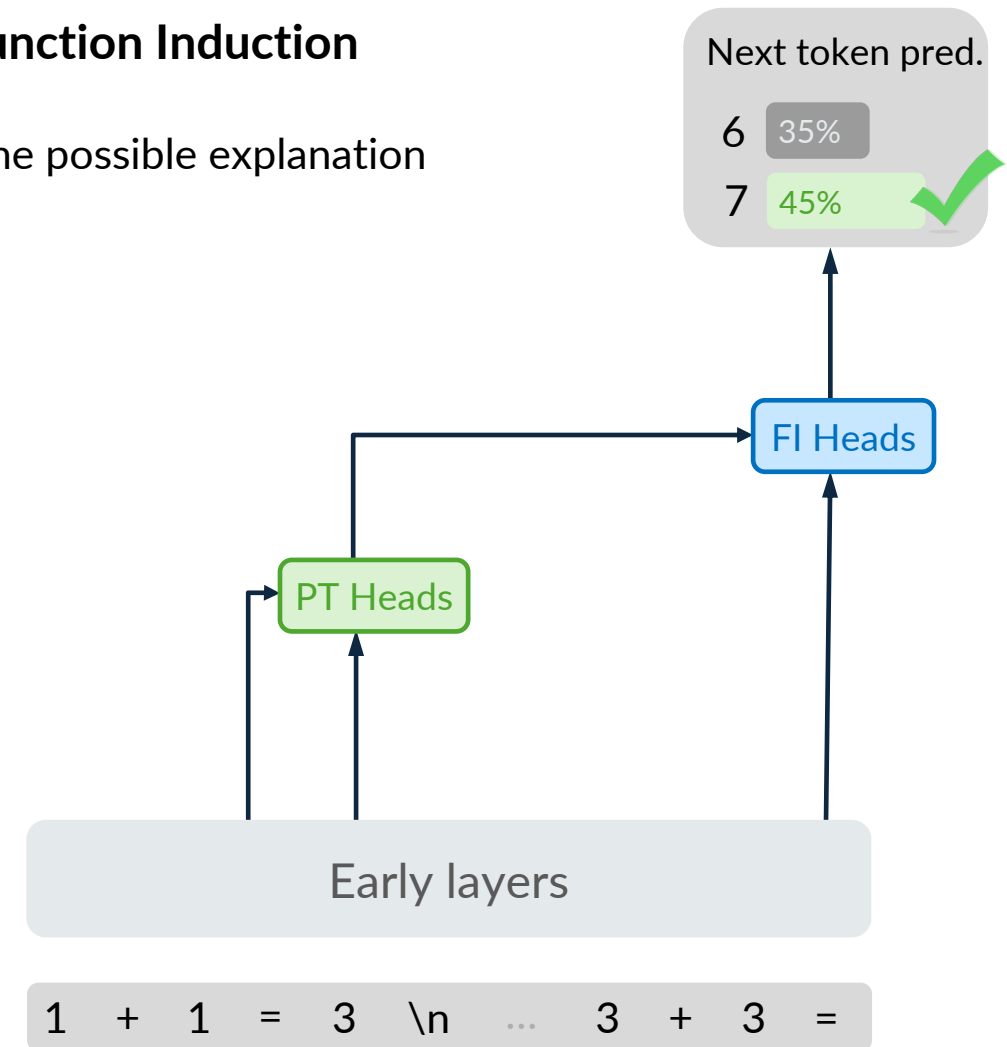 unction Induction
ne possible explanation
Next token pred.
6 35%
7 45%
FI Heads
PT Heads
Early layers
1 + 1 = 3 \n ... 3 + 3 =